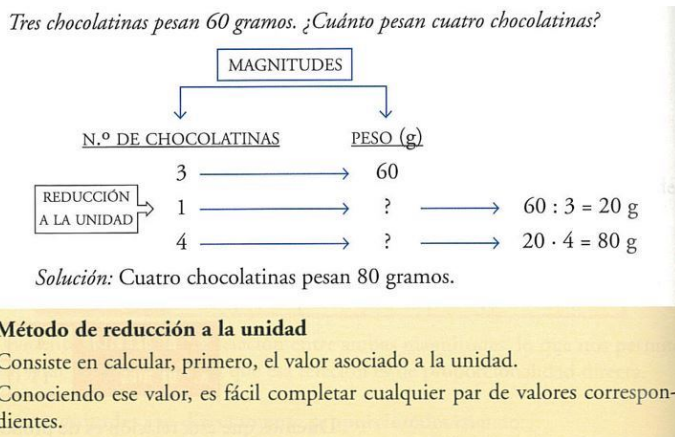 Tres chocolatinas pesan 60 gramos. ¿Cuánto pesan cuatro chocolatinas?
MAGNITUDES
N.º DE CHOCOLATINAS PESO (g)
3 60
REDUCCIÓN
A LA UNIDAD
1 ? 60 : 3 = 20 g
4 ? 20 · 4 = 80 g
Solución: Cuatro chocolatinas pesan 80 gramos.
Método de reducción a la unidad
Consiste en calcular, primero, el valor asociado a la unidad.
Conociendo ese valor, es fácil completar cualquier par de valores correspon-
dientes.